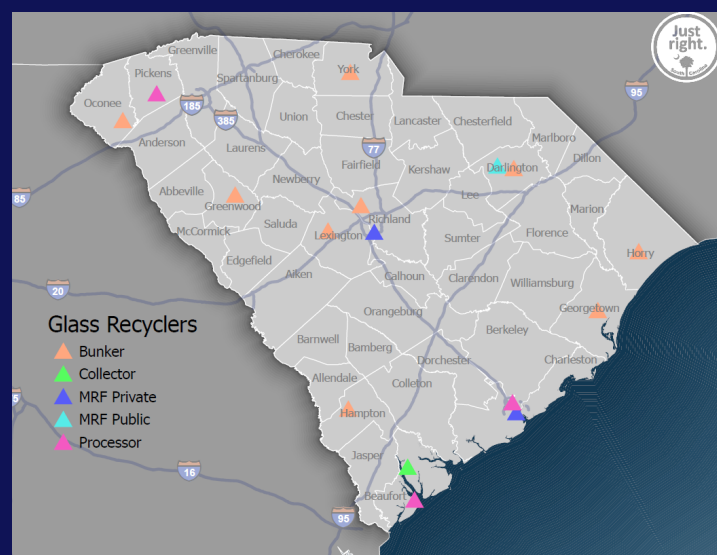 Just
right.
South Carolina
Greenville
Cherokee
York
Pickens
Spartanburg
Oconee
95
185
Union
Chester
Lancaster
Chesterfield
385
Anderson
Marlboro
Laurens
77
Fairfield
Kershaw
Darlington
Dillon
Newberry
Abbeville
85
Greenwood
Lee
Richland
Marion
Saluda
McCormick
Lexington
Sumter
Florence
Edgefield
Horry
Aiken
Calhoun
Clarendon
Williamsburg
20
Orangeburg
Georgetown
Glass Recyclers
Berkeley
Barnwell
Bamberg
Bunker
Dorchester
Charleston
Collector
Allendale
Colleton
MRF Private
MRF Public
Hampton
Processor
Jasper
16
Beaufort
95